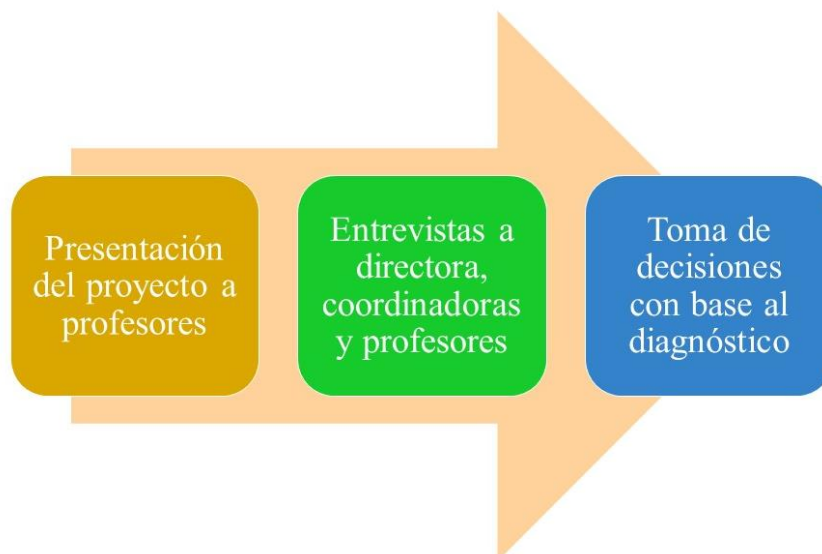 Presentación
del proyecto a
profesores
Entrevistas a
directora,
coordinadoras
y profesores
Toma de
decisiones
con base al
diagnóstico